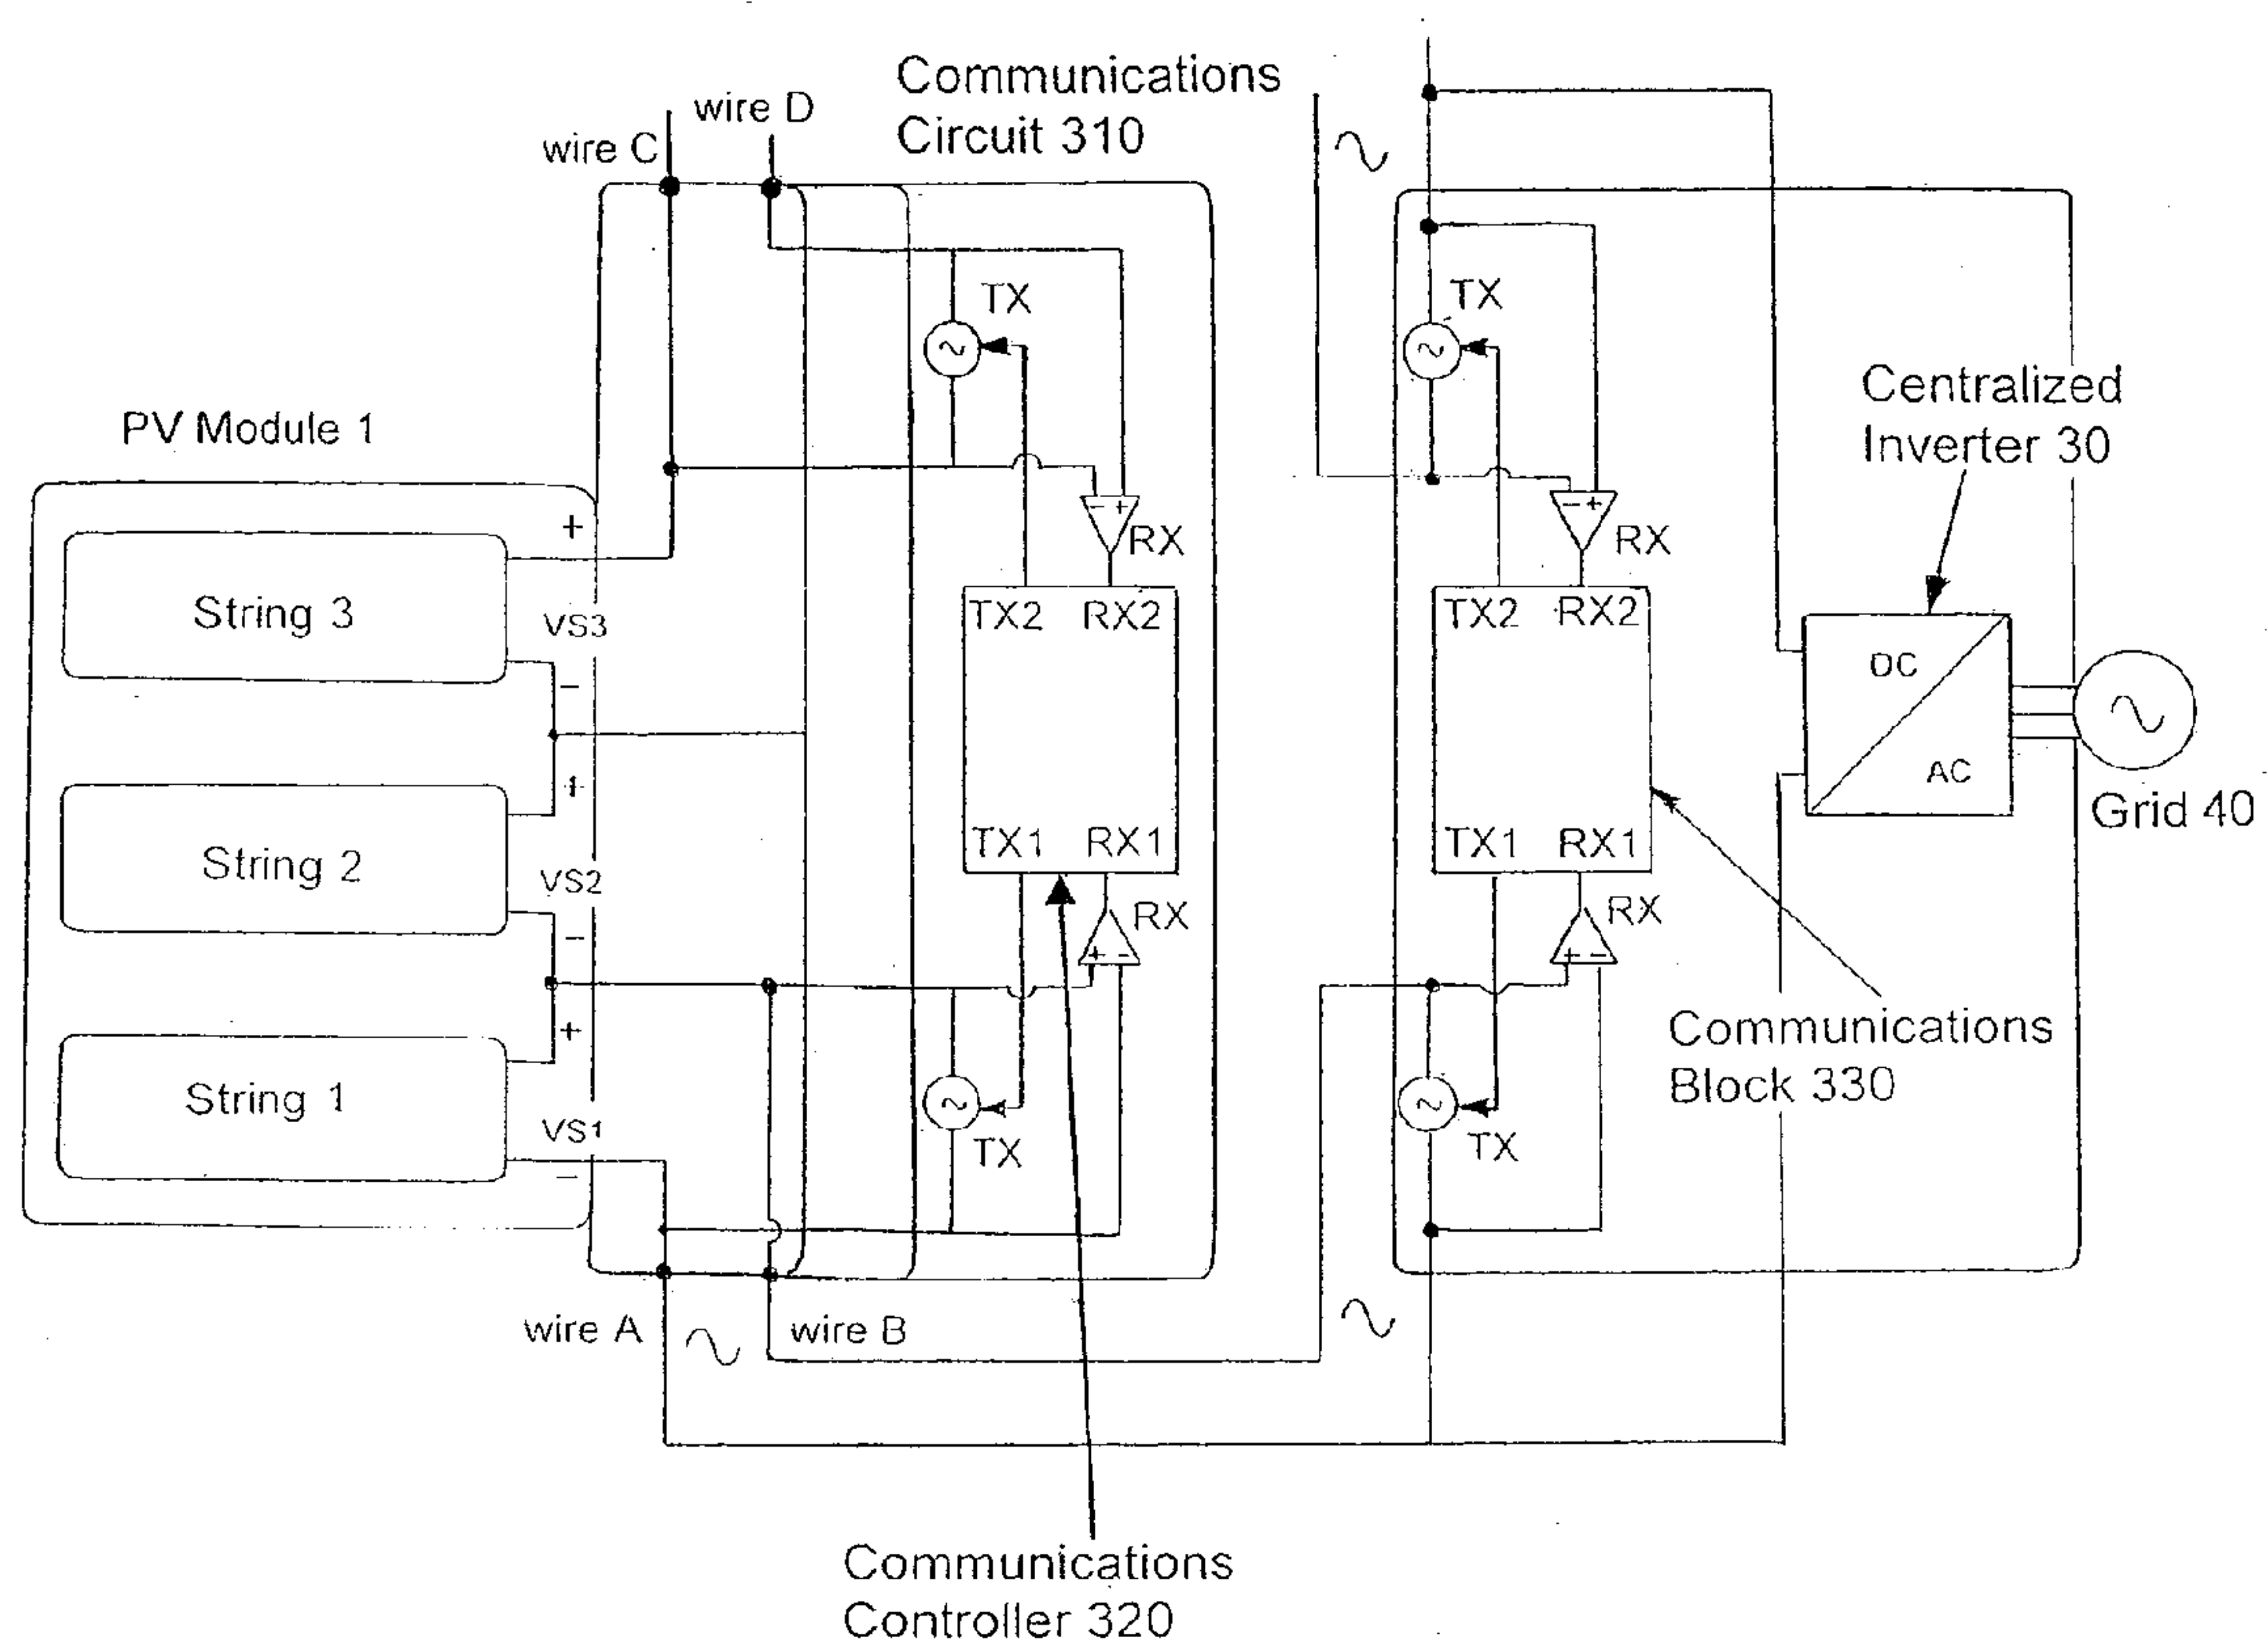 Communications
Circuit 310
wire D
wire C
TX
TX
Centralized
Inverter 30
PV Module 1
+
- +
RX
- +
RX
String 3
VS3
TX2 RX2
TX2 RX2
DC
−
+
AC
Grid 40
TX1 RX1
TX1 RX1
String 2
VS2
RX
RX
−
+ -
+ -
+
Communications
Block 330
String 1
VS1
TX
TX
−
wire A
wire B
Communications
Controller 320